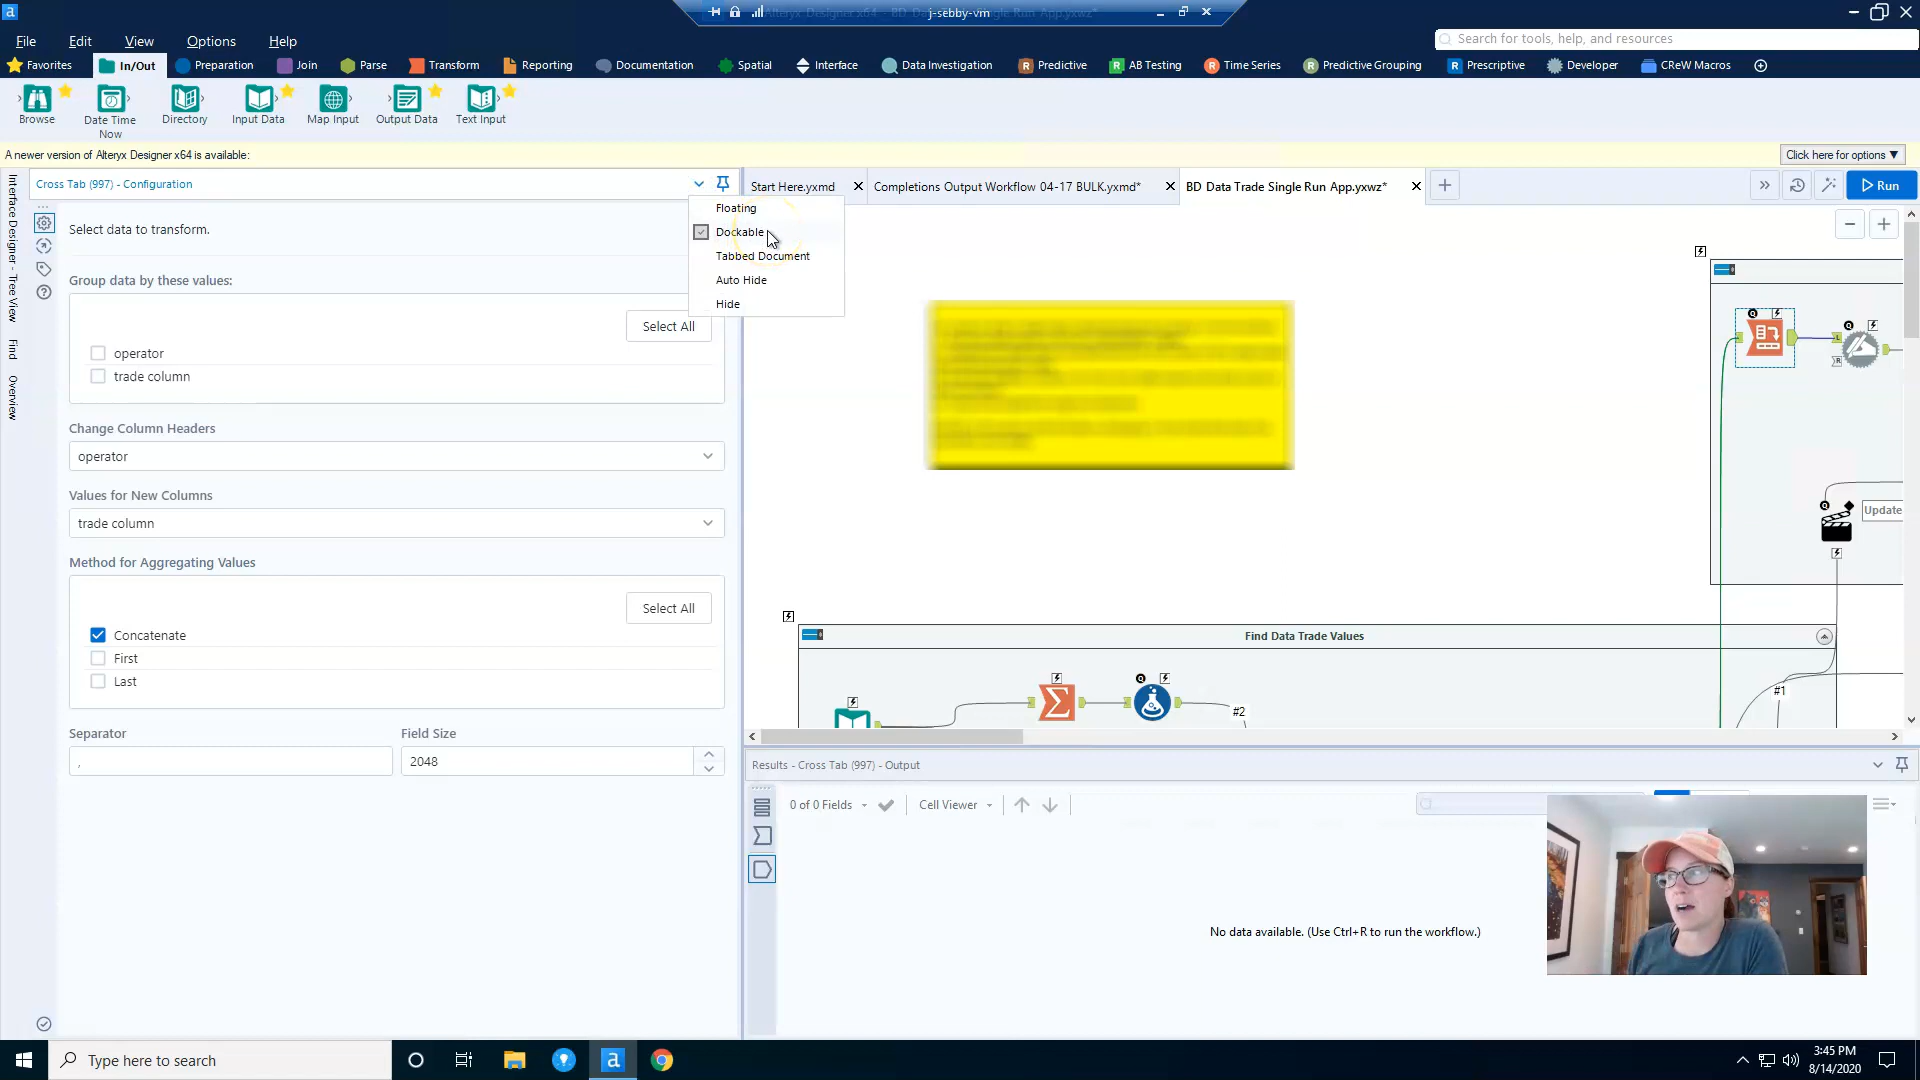 j-sebby-vm
File Edit View Options Help
Search for tools, help, and resources
Favorites In/Out Preparation Join Parse Transform Reporting Documentation Spatial Interface Data Investigation Predictive AB Testing Time Series Predictive Grouping Prescriptive Developer CReW Macros
Browse Date Time Now Directory Input Data Map Input Output Data Text Input
A newer version of Alteryx Designer x64 is available:
Click here for options ▼
Interface Designer - Tree View
Find
Overview
Cross Tab (997) - Configuration
Select data to transform.
Group data by these values:
Select All
operator
trade column
Change Column Headers
operator
Values for New Columns
trade column
Method for Aggregating Values
Select All
Concatenate
First
Last
Separator Field Size
, 2048
Floating
Dockable
Tabbed Document
Auto Hide
Hide
Start Here.yxmd Completions Output Workflow 04-17 BULK.yxmd* BD Data Trade Single Run App.yxwz*
Run
Update
Find Data Trade Values
#2
#1
Results - Cross Tab (997) - Output
0 of 0 Fields Cell Viewer
No data available. (Use Ctrl+R to run the workflow.)
Type here to search
3:45 PM
8/14/2020